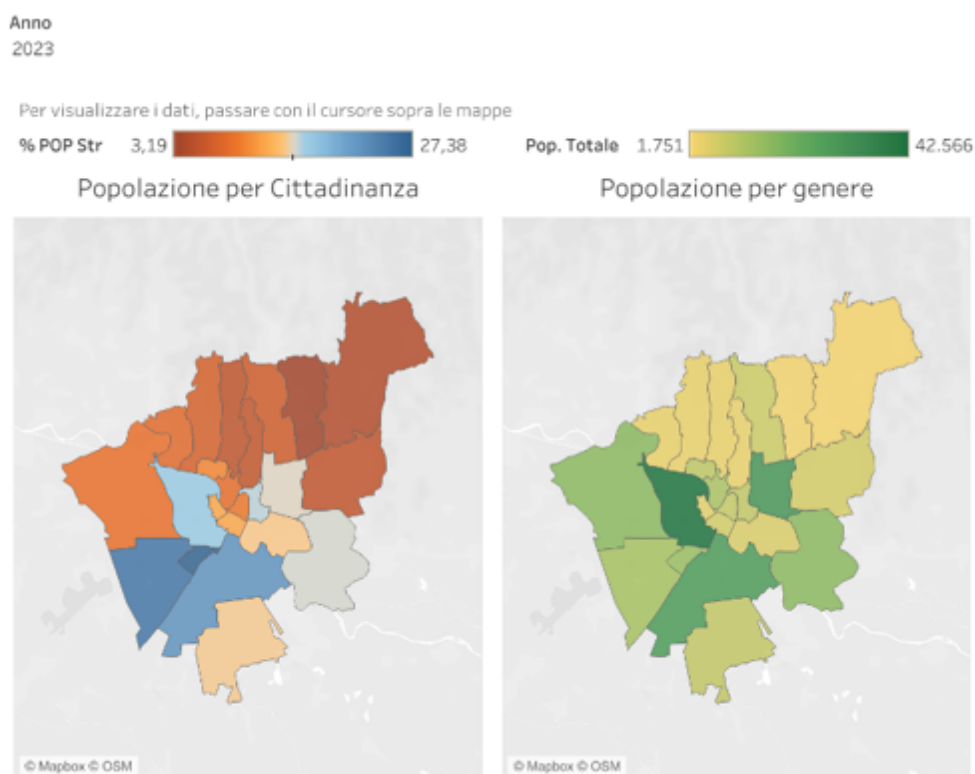 Anno
2023
Per visualizzare i dati, passare con il cursore sopra le mappe
% POP Str 3,19 27,38 Pop. Totale 1.751 42.566
Popolazione per Cittadinanza Popolazione per genere
© Mapbox © OSM © Mapbox © OSM